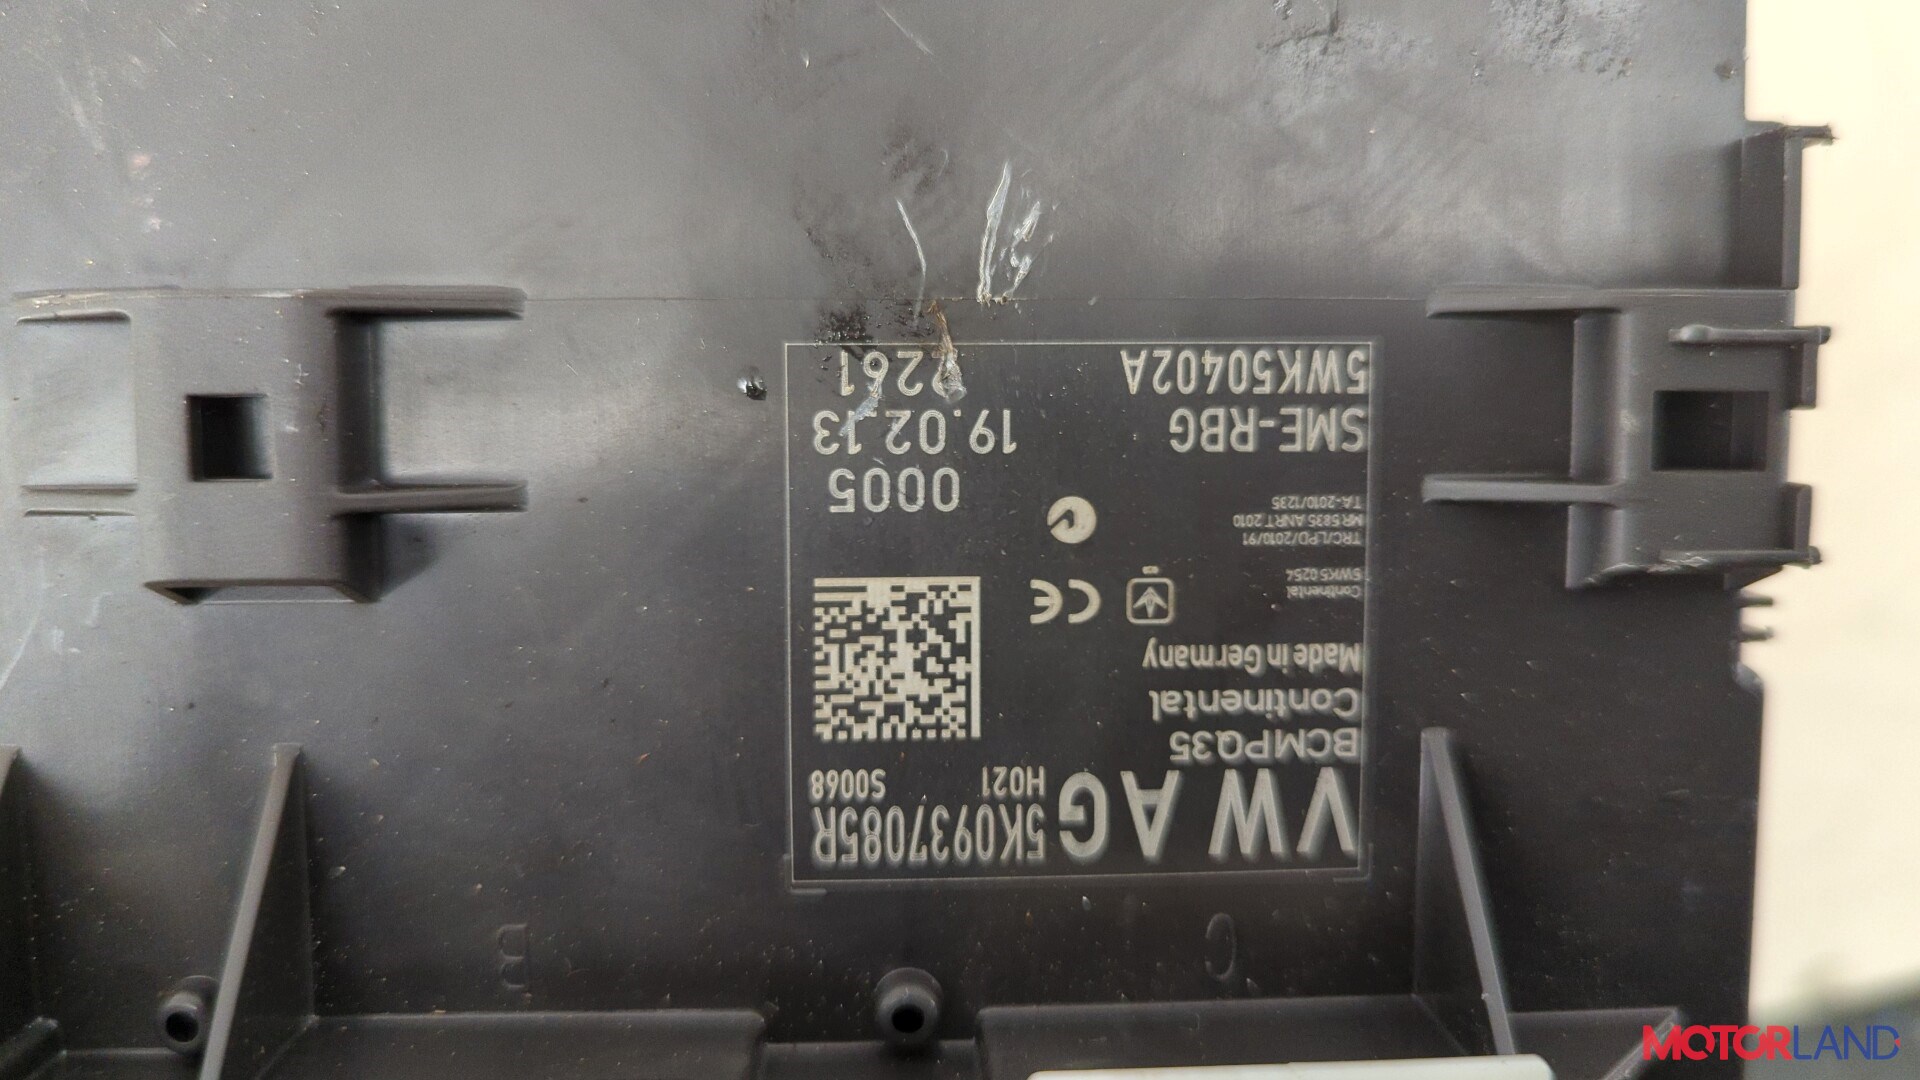 VW AG 5K0937085R
H021 S0068
BCMPQ35
Continental
Made in Germany
Continental
5WK5 0254
TRC/LPD/2010/91
MR 5835 ANRT 2010
TA-2010/1235
CE
0005
SME-RBG 19.02.13
5WK50402A
B
C
MOTORLAND